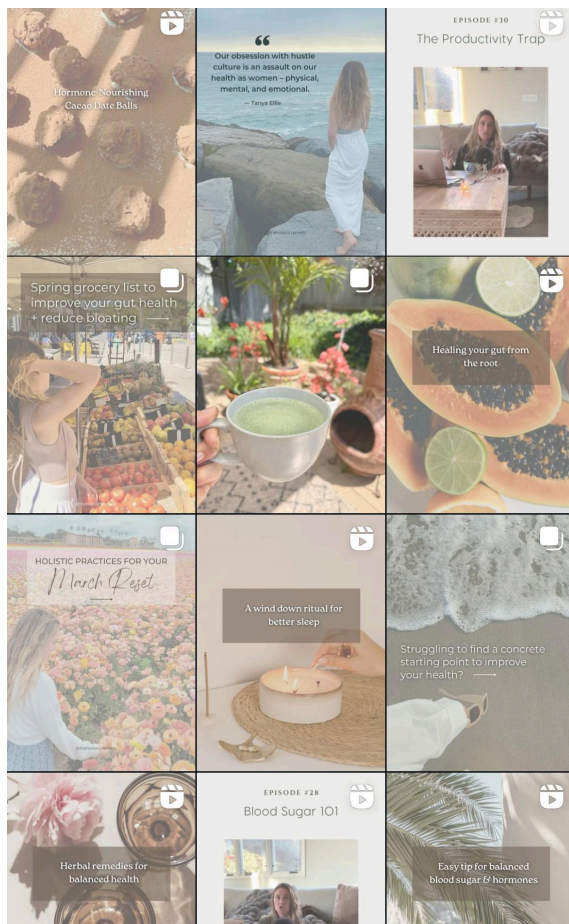 Hormone-Nourishing
Cacao Date Balls
❝
Our obsession with hustle
culture is an assault on our
health as women – physical,
mental, and emotional.
— Tanya Ellie
EPISODE #30
The Productivity Trap
Spring grocery list to
improve your gut health
+ reduce bloating
Healing your gut from
the root
HOLISTIC PRACTICES FOR YOUR
March Reset
A wind down ritual for
better sleep
Struggling to find a concrete
starting point to improve
your health?
Herbal remedies for
balanced health
EPISODE #28
Blood Sugar 101
Easy tip for balanced
blood sugar & hormones